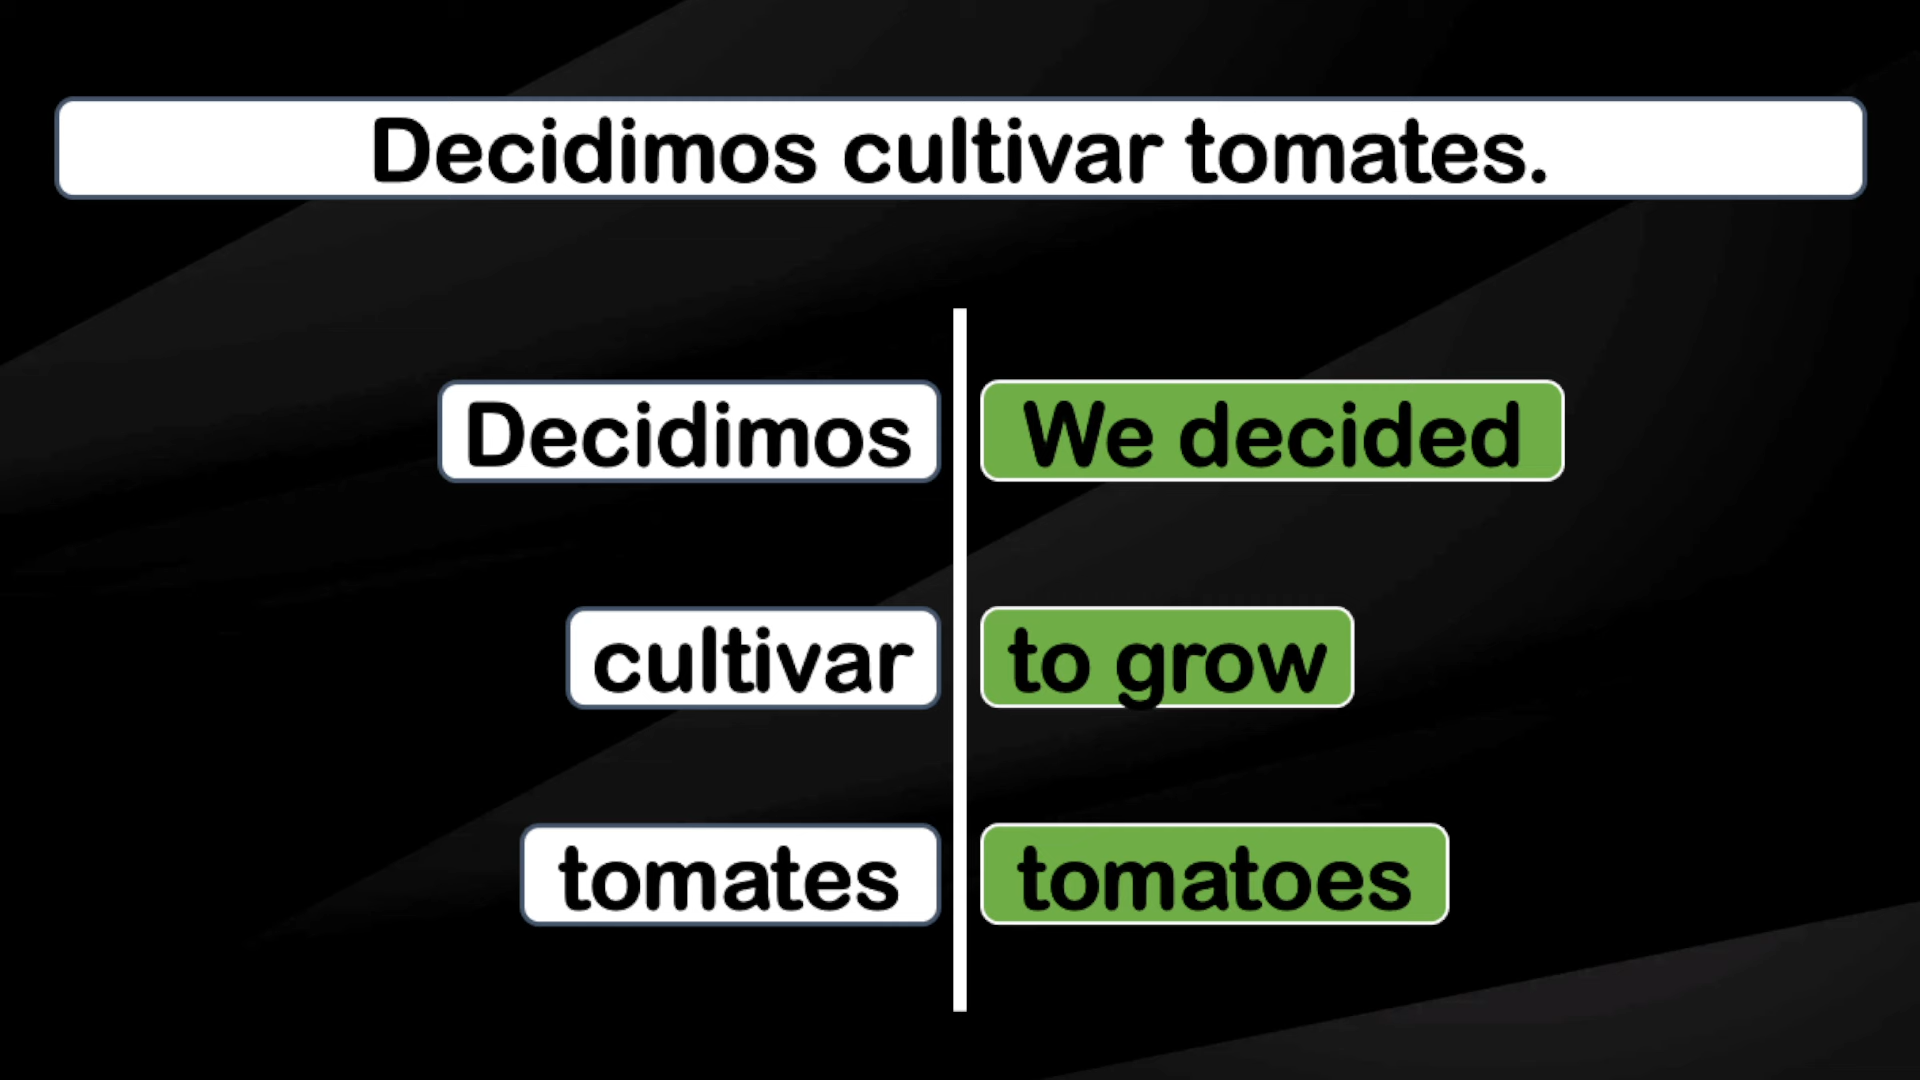 Decidimos cultivar tomates.
Decidimos We decided
cultivar to grow
tomates tomatoes